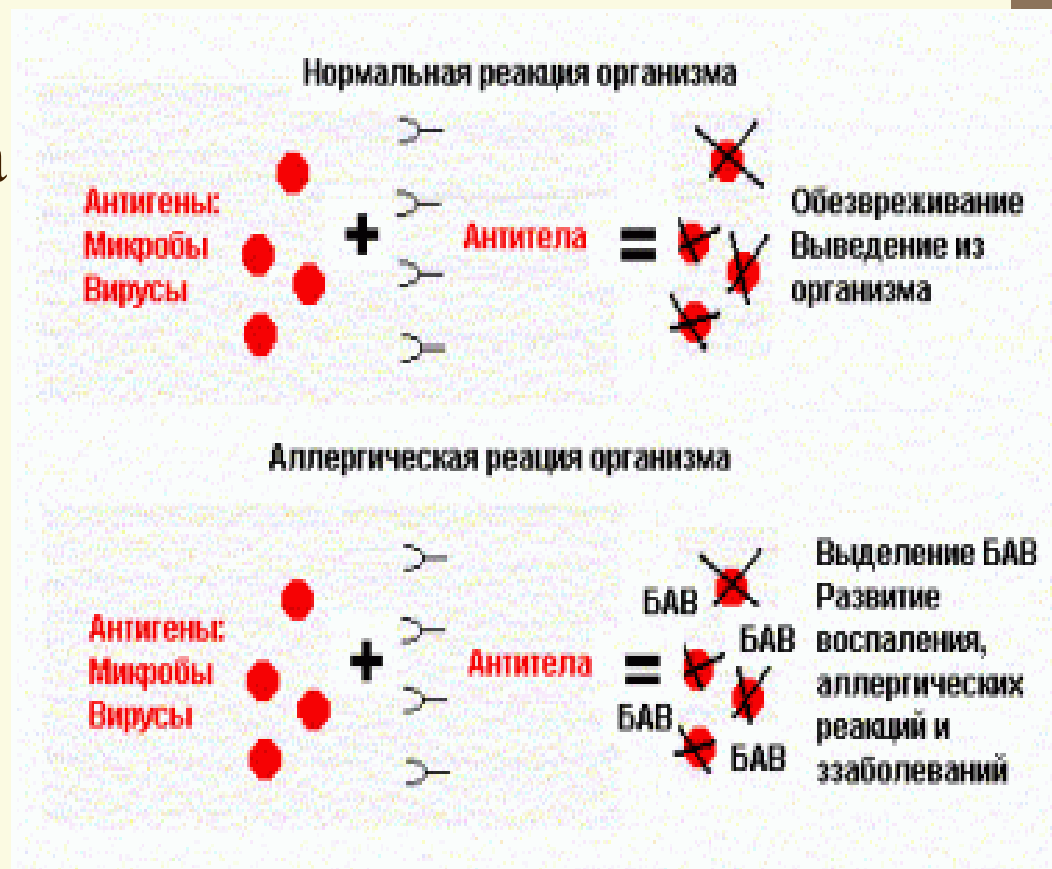 Нормальная реакция организма
а
Антигены:
Микробы
Вирусы
+
Антитела
=
Обезвреживание
Выведение из
организма
Аллергическая реация организма
Антигены:
Микробы
Вирусы
+
Антитела
=
БАВ
БАВ
БАВ
БАВ
Выделение БАВ
Развитие
воспаления,
аллергических
реакций и
ззаболеваний